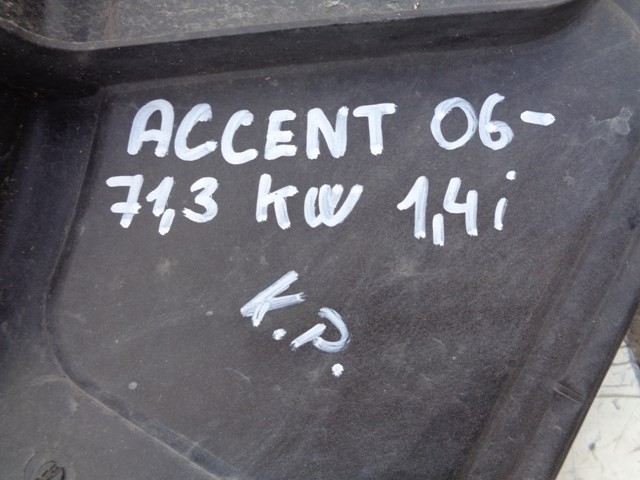 ACCENT 06-
71,3 KW 1,4i
K.P.